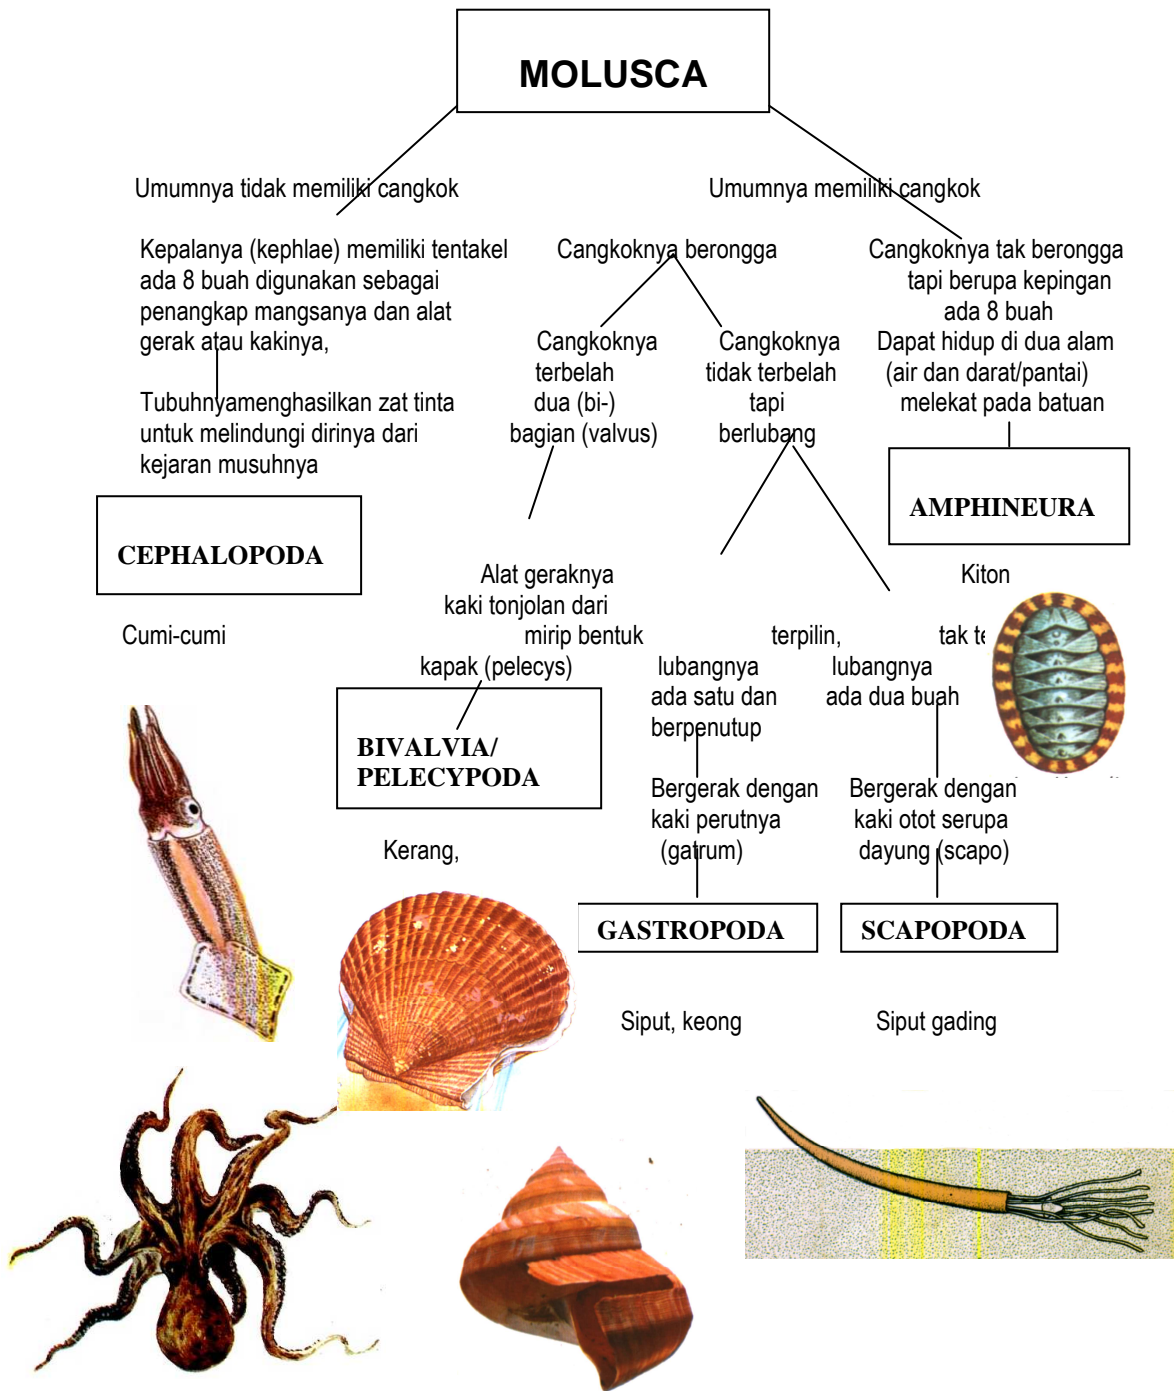 MOLUSCA
Umumnya tidak memiliki cangkok
Umumnya memiliki cangkok
Kepalanya (kephlae) memiliki tentakel
ada 8 buah digunakan sebagai
penangkap mangsanya dan alat
gerak atau kakinya,
Tubuhnyamenghasilkan zat tinta
untuk melindungi dirinya dari
kejaran musuhnya
CEPHALOPODA
Cumi-cumi
Cangkoknya berongga
Cangkoknya
terbelah
dua (bi-)
bagian (valvus)
Alat geraknya
kaki tonjolan dari
mirip bentuk
kapak (pelecys)
BIVALVIA/
PELECYPODA
Kerang,
Cangkoknya
tidak terbelah
tapi
berlubang
terpilin,
lubangnya
ada satu dan
berpenutup
Bergerak dengan
kaki perutnya
(gatrum)
GASTROPODA
Siput, keong
tak
lubangnya
ada dua buah
Bergerak dengan
kaki otot serupa
dayung (scapo)
SCAPOPODA
Siput gading
Cangkoknya tak berongga
tapi berupa kepingan
ada 8 buah
Dapat hidup di dua alam
(air dan darat/pantai)
melekat pada batuan
AMPHINEURA
Kiton